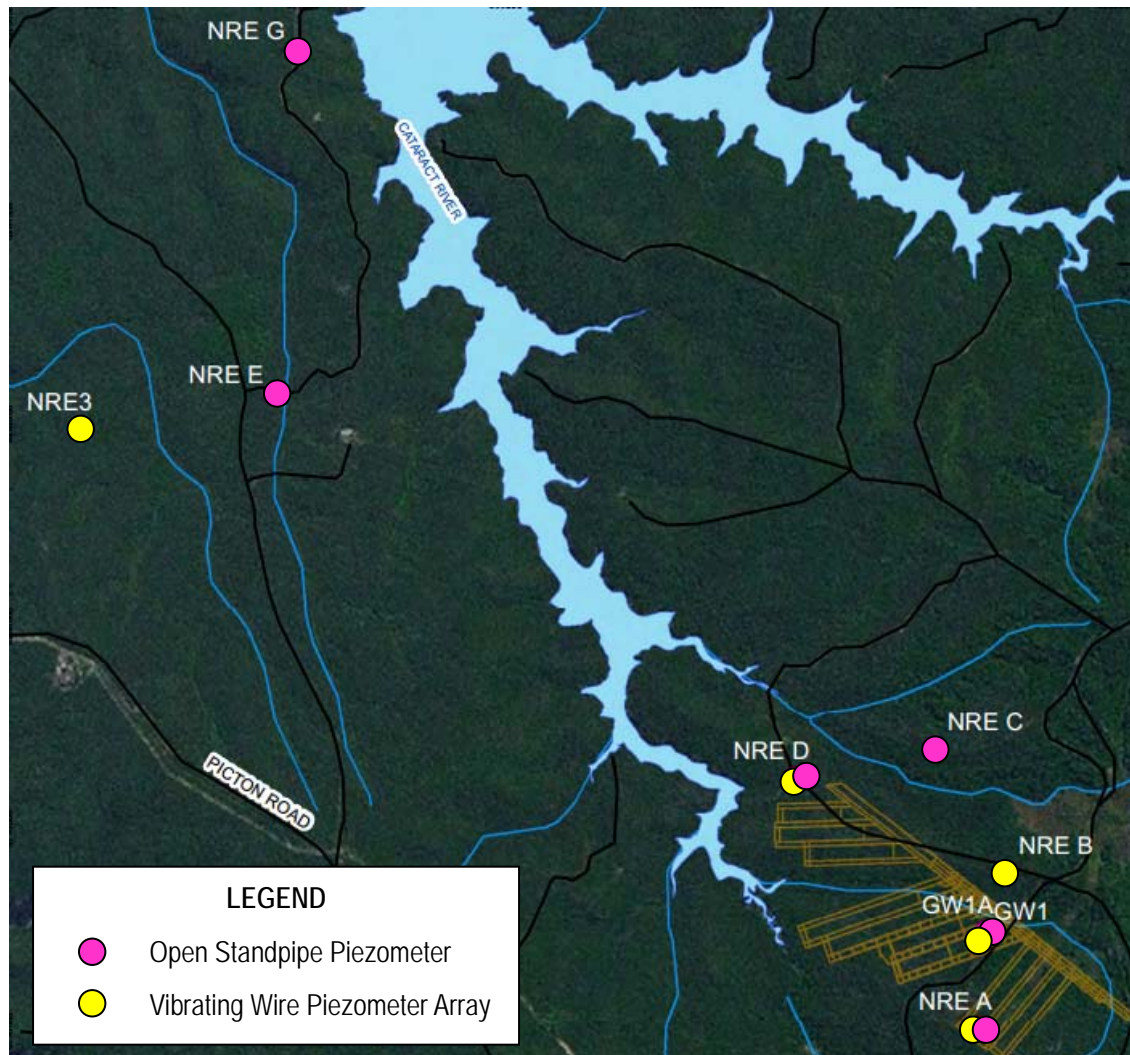 NRE G
CATARACT RIVER
NRE E
NRE3
NRE C
NRE D
PICTON ROAD
NRE B
GW1A
GW1
NRE A
LEGEND
Open Standpipe Piezometer
Vibrating Wire Piezometer Array